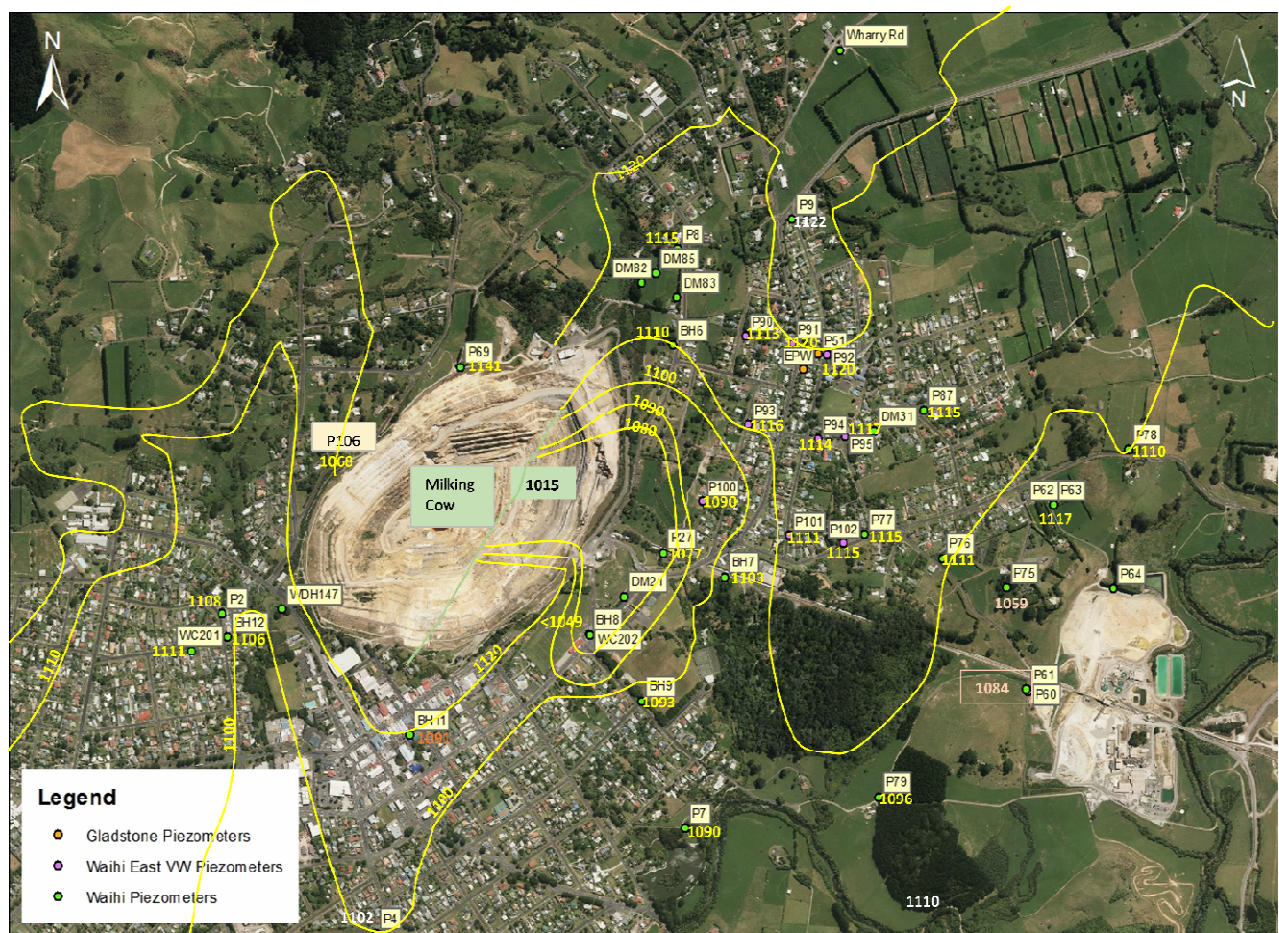 Wharry Rd
N
N
1120
P9
1122
1115
P8
DM85
DM82
DM83
1110
BH6
P90
1113
P91
1120
P51
EPW
P92
1120
P69
1141
1100
1090
1080
P87
1115
P93
1116
DM31
P94
1114
P95
P78
1110
P106
1068
Milking
Cow
1015
P100
1090
P62
P63
1117
P101
1111
P102
1115
P77
1115
P27
P76
1111
BH7
1103
DM21
P75
1059
P64
WDH147
1108
P2
BH12
1106
<1049
BH8
WC202
WC201
1111
1110
1120
P61
1084
P60
BH9
1093
1100
BH11
1091
Legend
Gladstone Piezometers
Waihi East VW Piezometers
Waihi Piezometers
1100
P79
1096
P7
1090
1110
1102
P4